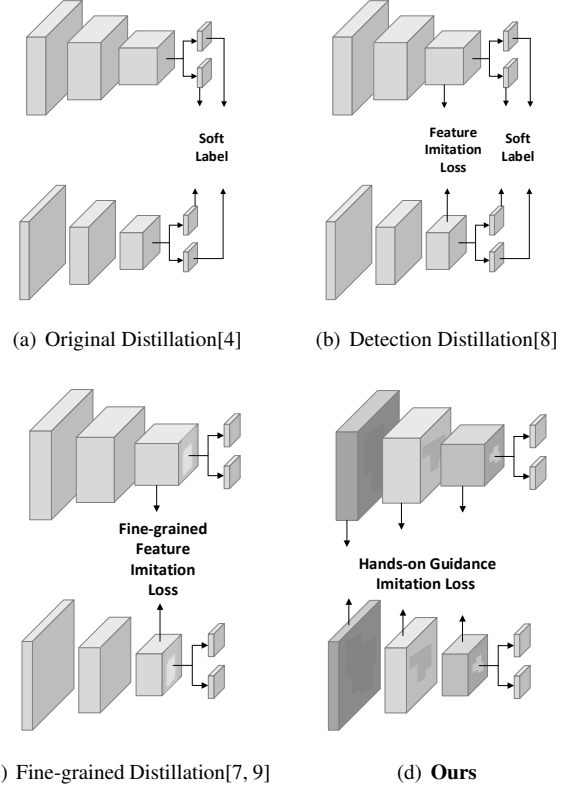 Soft
Label
Feature
Imitation
Loss
Soft
Label
(a) Original Distillation[4]
(b) Detection Distillation[8]
Fine-grained
Feature
Imitation
Loss
Hands-on Guidance
Imitation Loss
) Fine-grained Distillation[7, 9]
(d) Ours